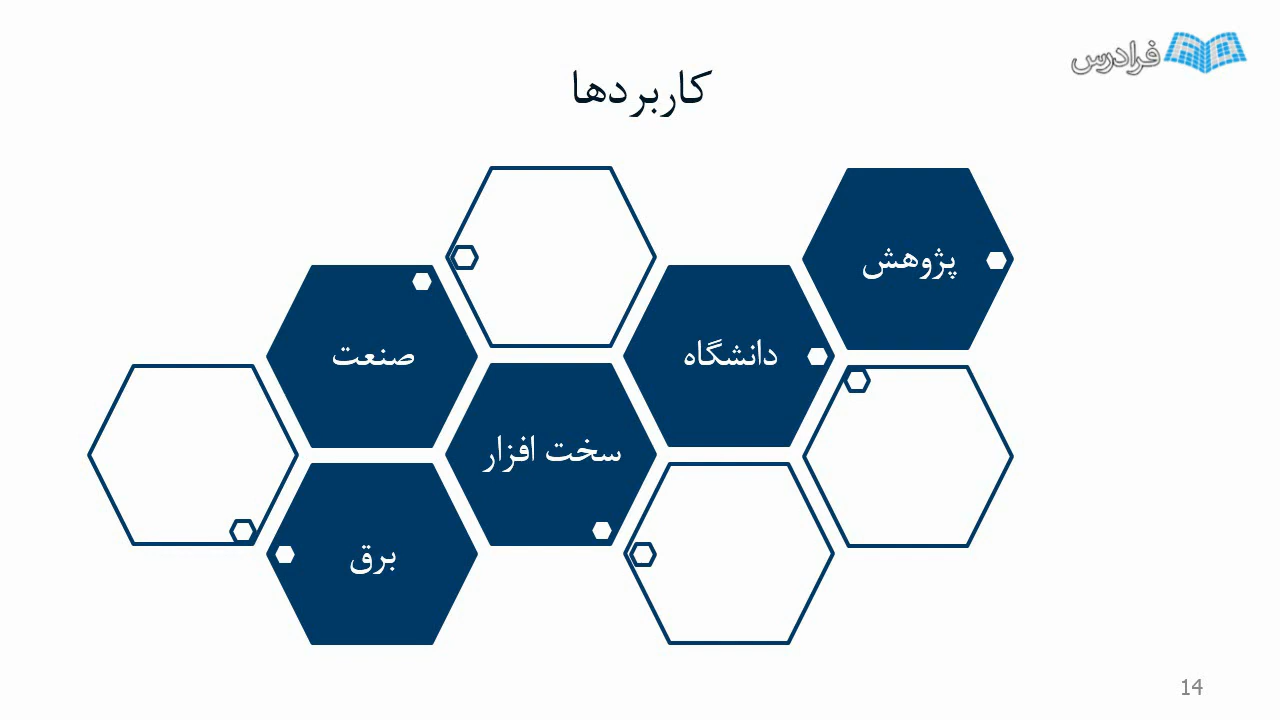 فرادرس
کاربردها
پژوهش
دانشگاه
صنعت
سخت افزار
برق
14